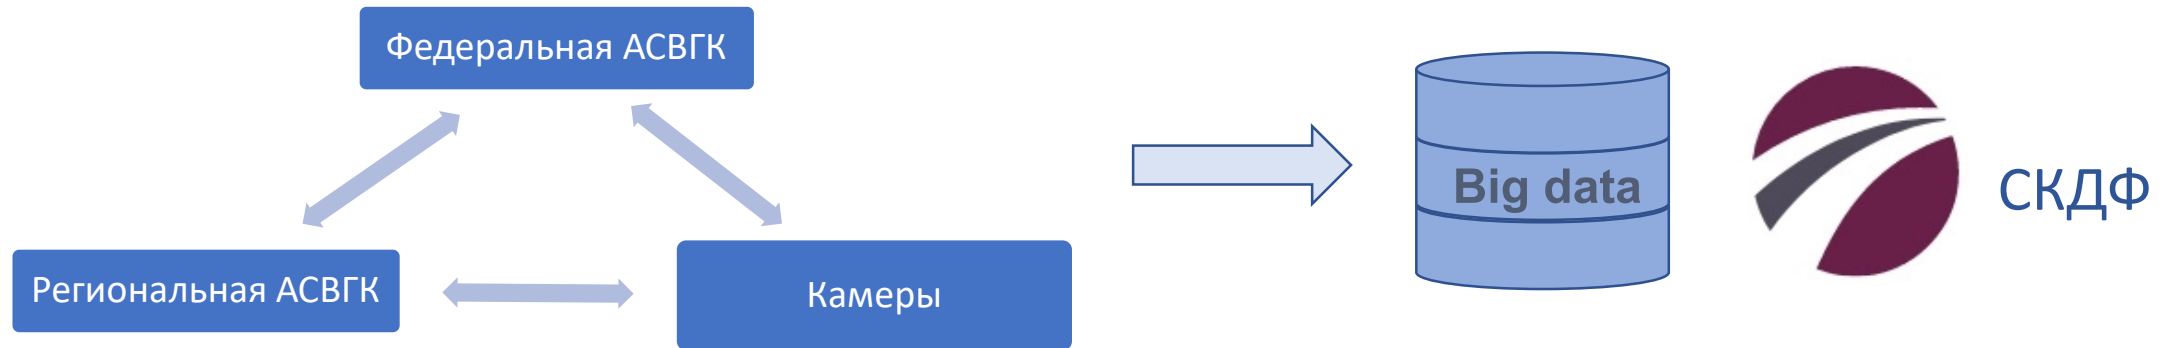 Федеральная АСВГК
Региональная АСВГК
Камеры
Big data
СКДФ